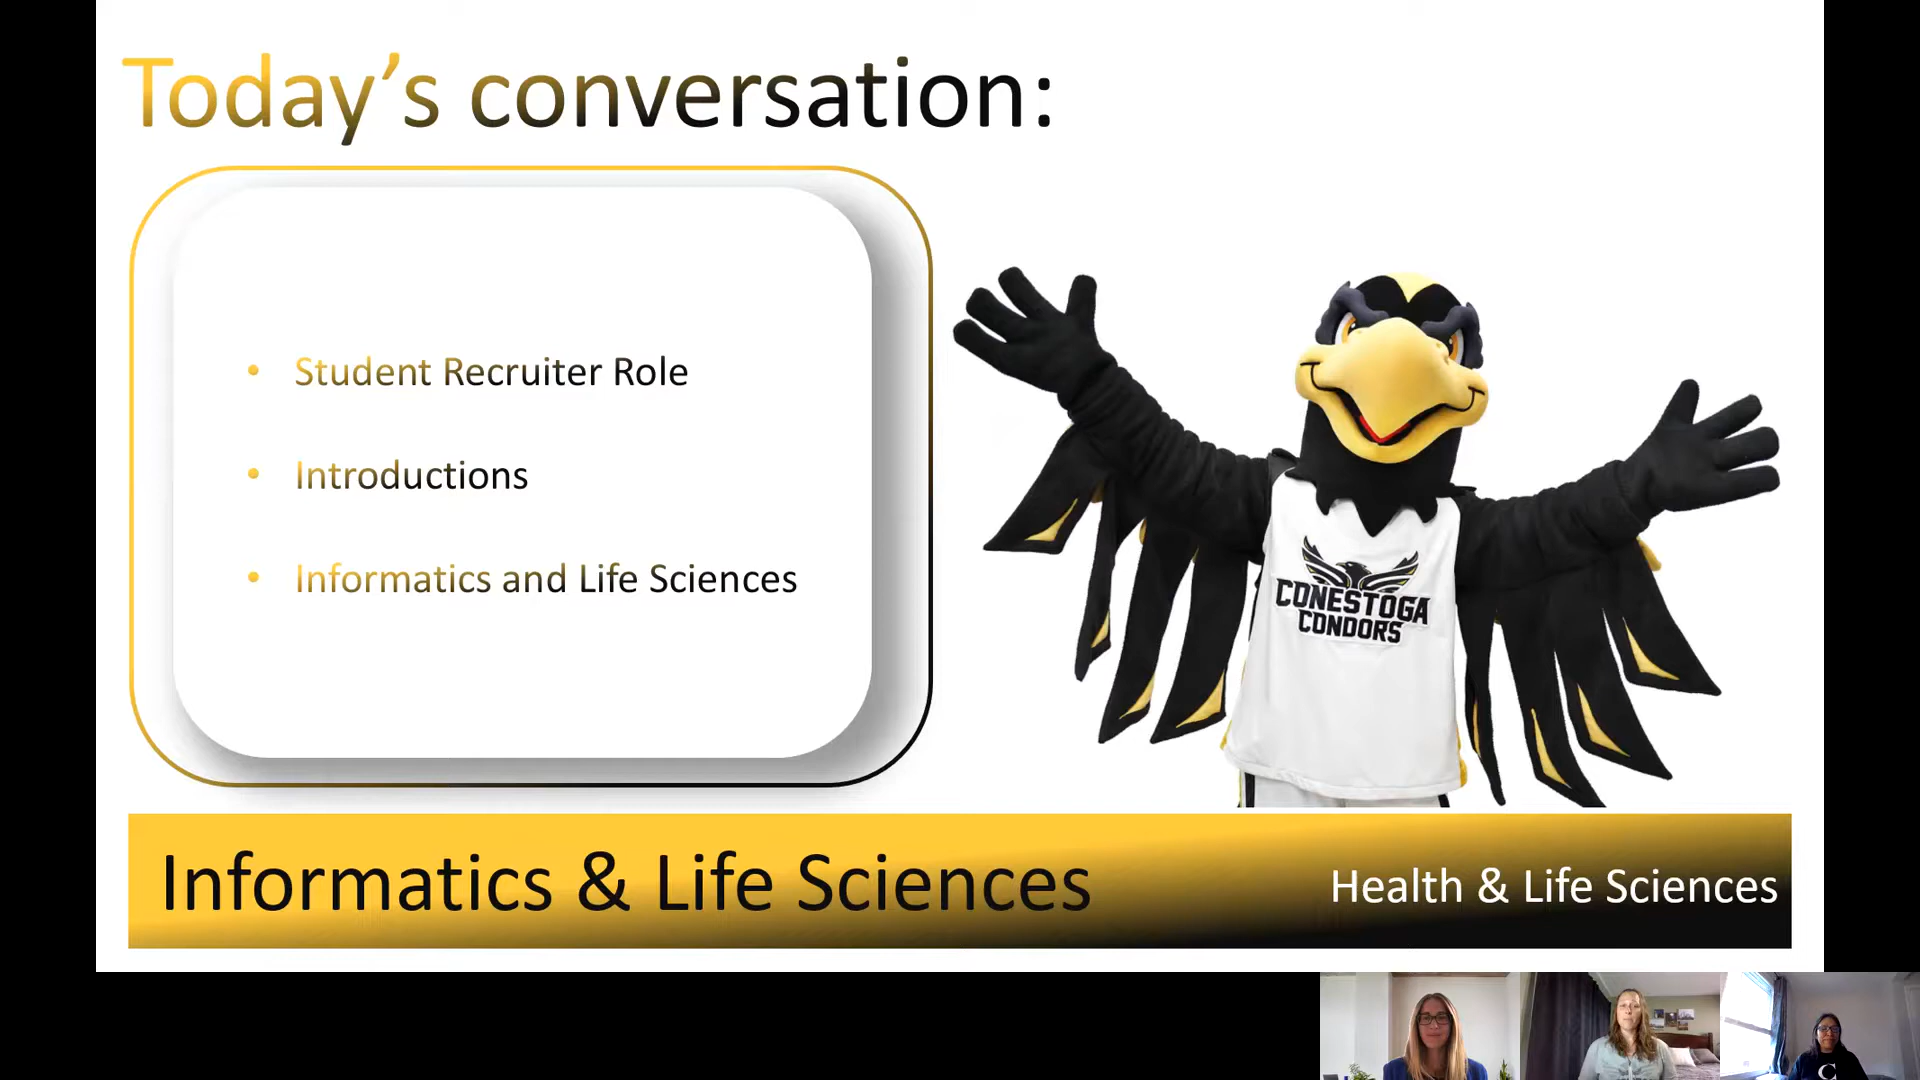 Today’s conversation:
• Student Recruiter Role
• Introductions
• Informatics and Life Sciences
CONESTOGA
CONDORS
Informatics & Life Sciences
Health & Life Sciences
C